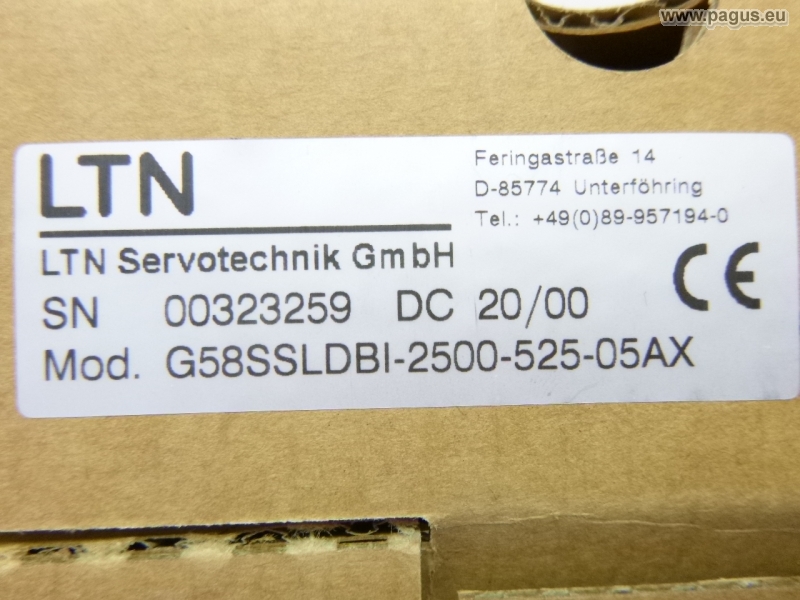 www.pagus.eu
LTN
LTN Servotechnik GmbH
Feringastraße 14
D-85774 Unterföhring
Tel.: +49(0)89-957194-0
CE
SN 00323259 DC 20/00
Mod. G58SSLDBI-2500-525-05AX